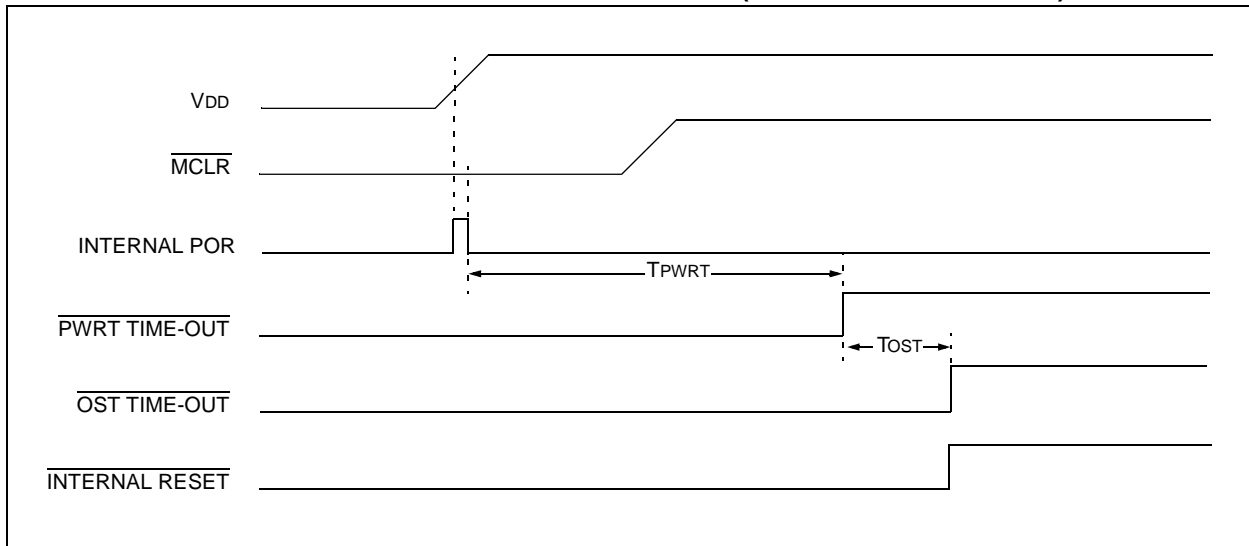 VDD
MCLR
INTERNAL POR
TPWRT
PWRT TIME-OUT
TOST
OST TIME-OUT
INTERNAL RESET